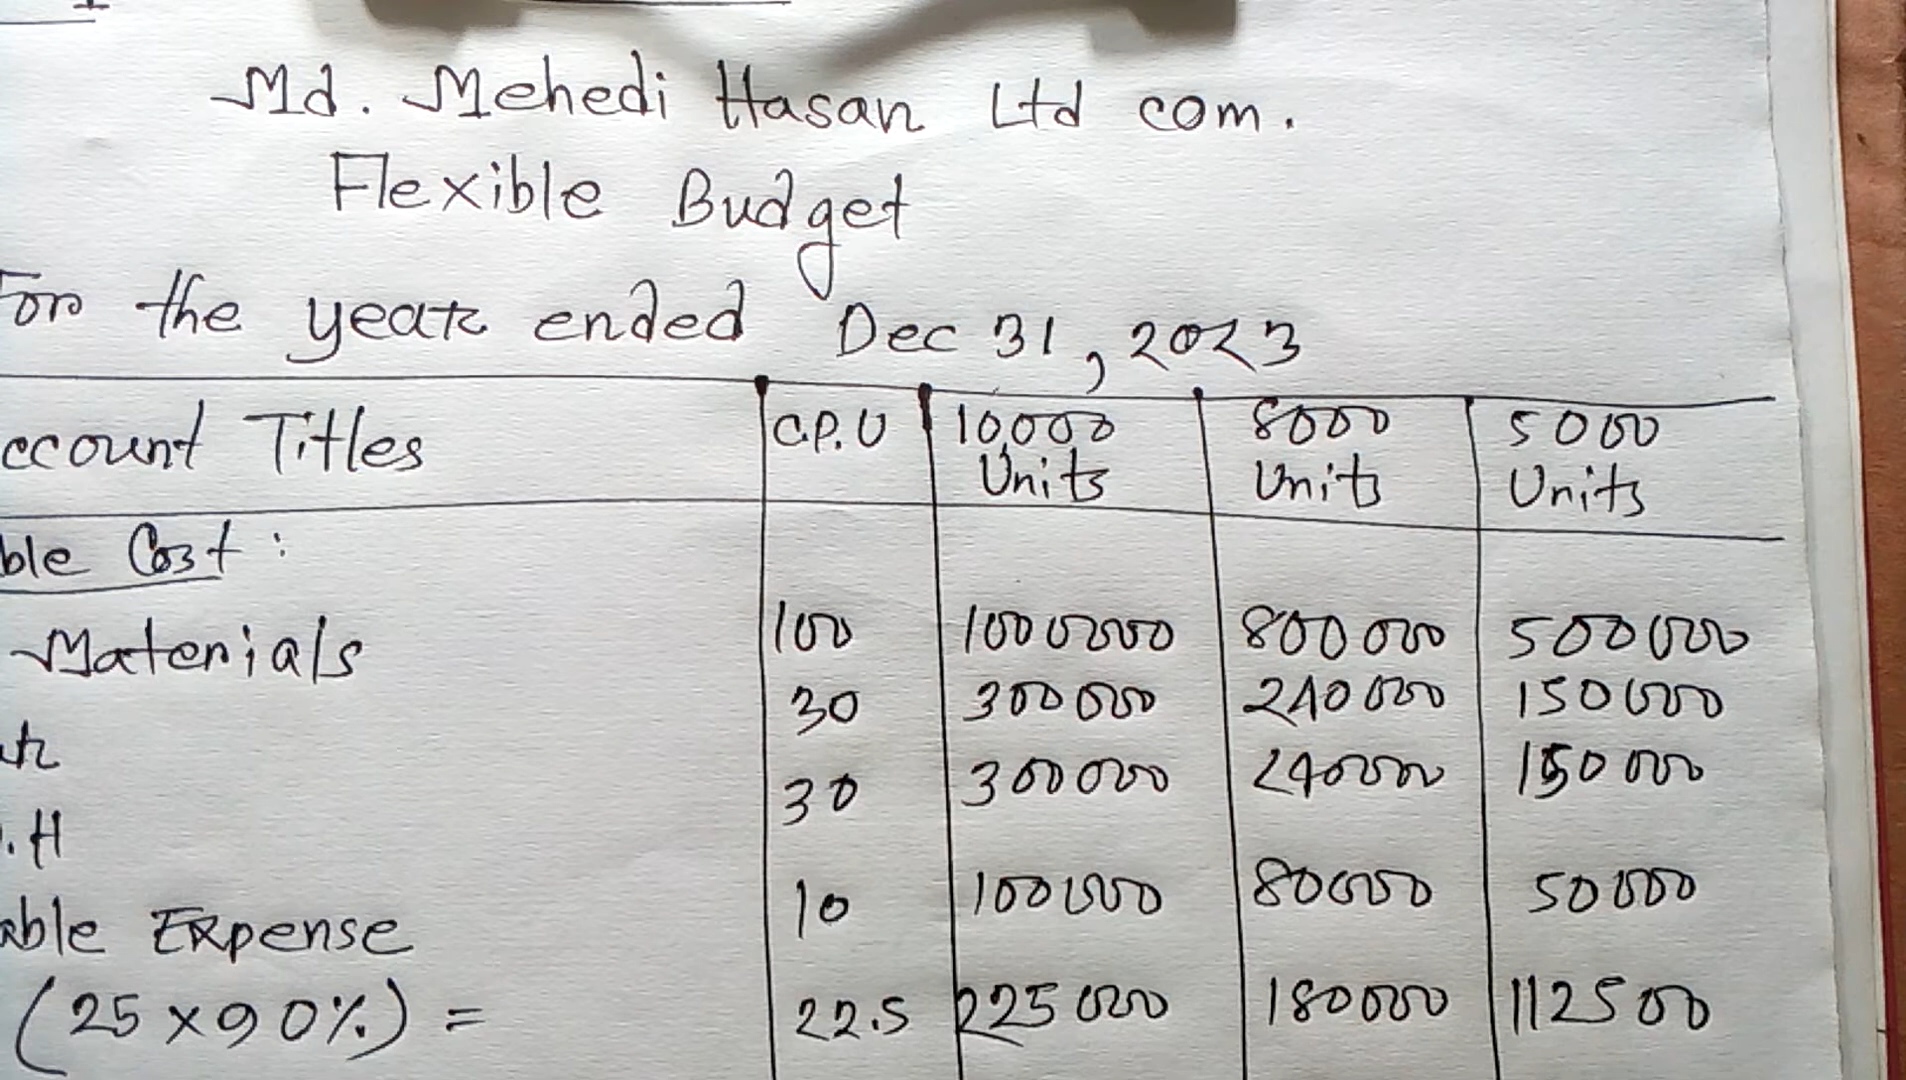 Md. Mehedi Hasan Ltd com.
Flexible Budget
For the year ended Dec 31, 2023
ccount Titles C.P.U 10,000 Units 8000 Units 5000 Units
ble Cost:
Materials 100 1000000 800000 500000
30 300000 240000 150000
30 300000 240000 150000
.H
10 100000 80000 50000
able Expense
(25 x 90%) = 22.5 225000 180000 112500